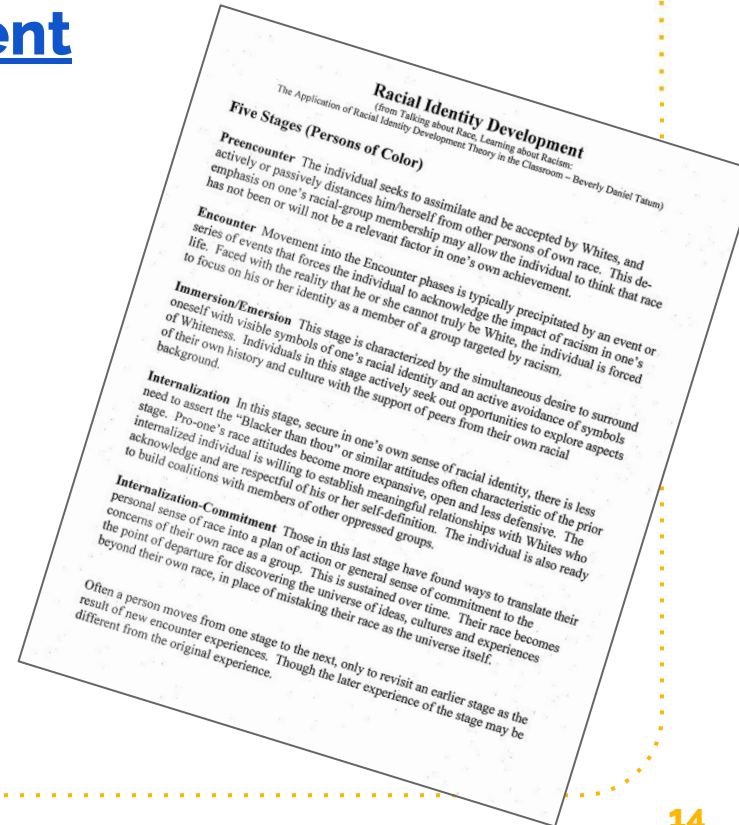 ent
Racial Identity Development
(from Talking about Race, Learning about Racism:
The Application of Racial Identity Development Theory in the Classroom – Beverly Daniel Tatum)
Five Stages (Persons of Color)
Preencounter The individual seeks to assimilate and be accepted by Whites, and
actively or passively distances him/herself from other persons of own race. This de-
emphasis on one's racial-group membership may allow the individual to think that race
has not been or will not be a relevant factor in one's own achievement.
Encounter Movement into the Encounter phases is typically precipitated by an event or
series of events that forces the individual to acknowledge the impact of racism in one's
life. Faced with the reality that he or she cannot truly be White, the individual is forced
to focus on his or her identity as a member of a group targeted by racism.
Immersion/Emersion This stage is characterized by the simultaneous desire to surround
oneself with visible symbols of one's racial identity and an active avoidance of symbols
of Whiteness. Individuals in this stage actively seek out opportunities to explore aspects
of their own history and culture with the support of peers from their own racial
background.
Internalization In this stage, secure in one's own sense of racial identity, there is less
need to assert the "Blacker than thou" or similar attitudes often characteristic of the prior
stage. Pro-one's race attitudes become more expansive, open and less defensive. The
internalized individual is willing to establish meaningful relationships with Whites who
acknowledge and are respectful of his or her self-definition. The individual is also ready
to build coalitions with members of other oppressed groups.
Internalization-Commitment Those in this last stage have found ways to translate their
personal sense of race into a plan of action or general sense of commitment to the
concerns of their own race as a group. This is sustained over time. Their race becomes
the point of departure for discovering the universe of ideas, cultures and experiences
beyond their own race, in place of mistaking their race as the universe itself.
Often a person moves from one stage to the next, only to revisit an earlier stage as the
result of new encounter experiences. Though the later experience of the stage may be
different from the original experience.
14